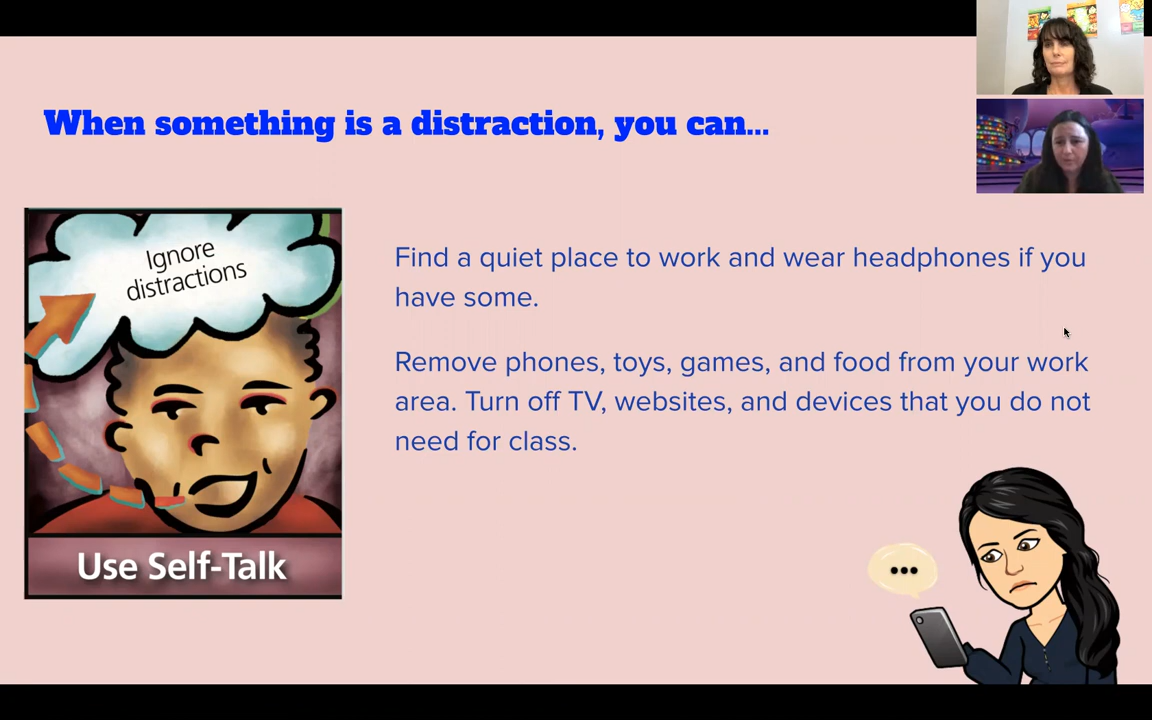 When something is a distraction, you can...
Ignore
distractions
Use Self-Talk
Find a quiet place to work and wear headphones if you
have some.
Remove phones, toys, games, and food from your work
area. Turn off TV, websites, and devices that you do not
need for class.
...